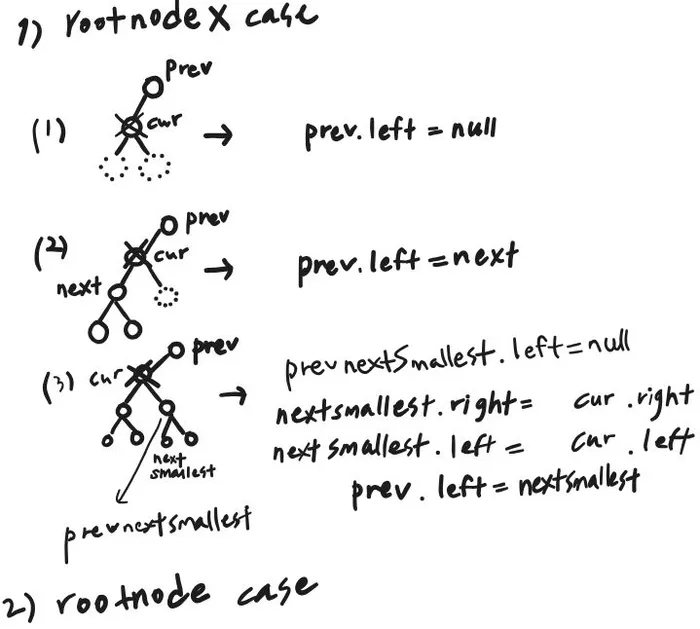 1) rootnode X case
prev
(1)
cur
→ prev.left = null
(2)
prev
cur
next
→ prev.left = next
(3)
cur
prev
→ prevnextsmallest.left = null
nextsmallest.right = cur.right
nextsmallest.left = cur.left
prev.left = nextsmallest
next
smallest
prevnextsmallest
2) rootnode case